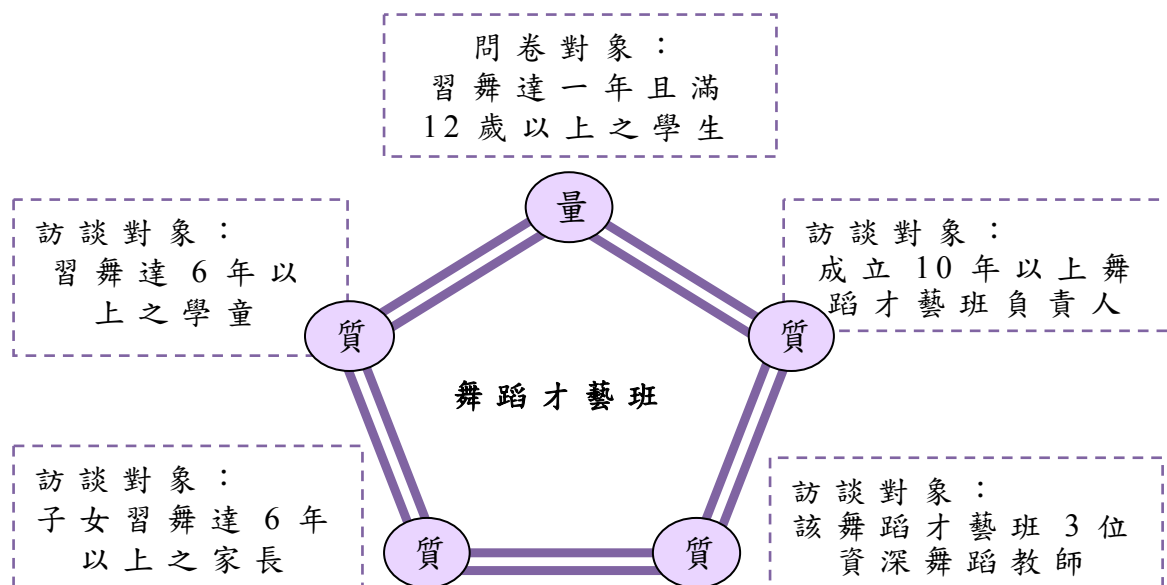 問卷對象：
習舞達一年且滿
12歲以上之學生
量
訪談對象：
習舞達6年以
上之學童
質
訪談對象：
成立10年以上舞
蹈才藝班負責人
質
舞蹈才藝班
訪談對象：
子女習舞達6年
以上之家長
質
訪談對象：
該舞蹈才藝班3位
資深舞蹈教師
質